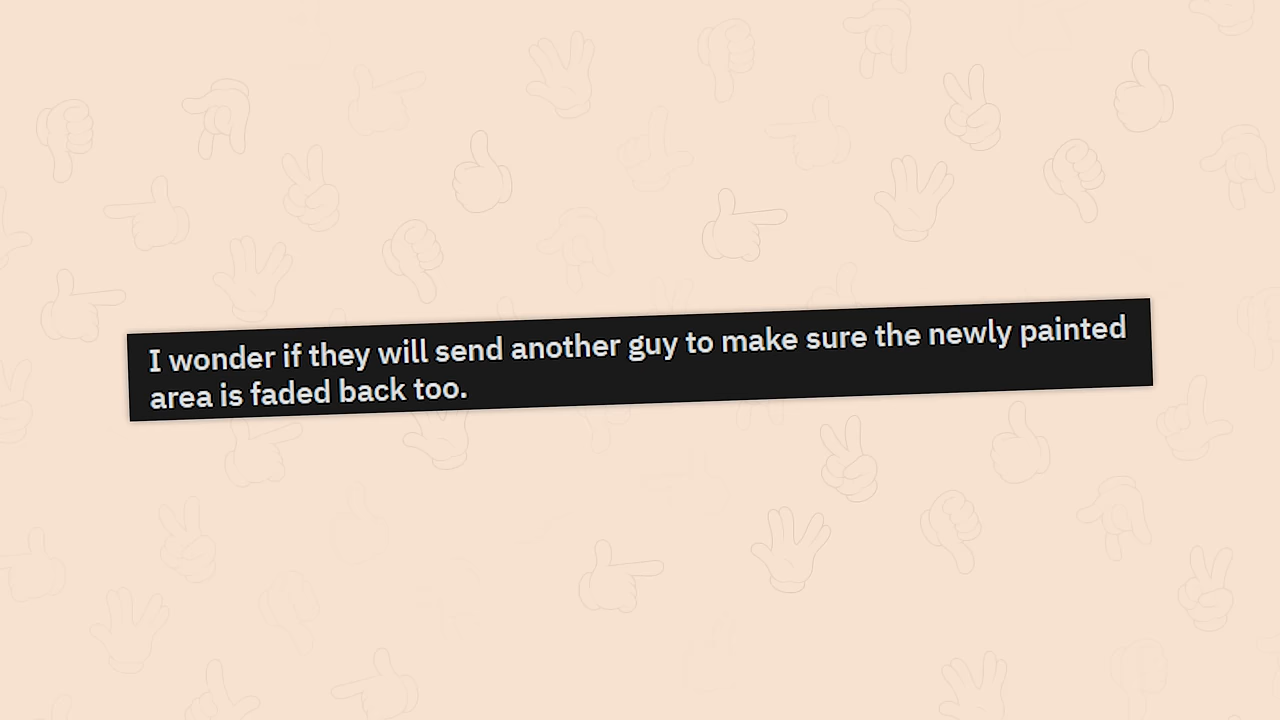 I wonder if they will send another guy to make sure the newly painted
area is faded back too.